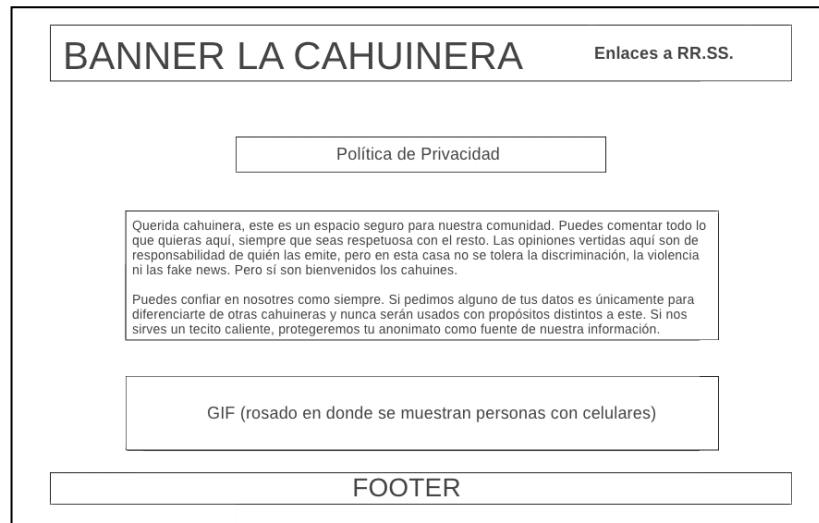 BANNER LA CAHUINERA
Enlaces a RR.SS.
Política de Privacidad
Querida cahuinera, este es un espacio seguro para nuestra comunidad. Puedes comentar todo lo
que quieras aquí, siempre que seas respetuosa con el resto. Las opiniones vertidas aquí son de
responsabilidad de quién las emite, pero en esta casa no se tolera la discriminación, la violencia
ni las fake news. Pero sí son bienvenidos los cahuines.
Puedes confiar en nosotres como siempre. Si pedimos alguno de tus datos es únicamente para
diferenciarte de otras cahuineras y nunca serán usados con propósitos distintos a este. Si nos
sirves un tecito caliente, protegeremos tu anonimato como fuente de nuestra información.
GIF (rosado en donde se muestran personas con celulares)
FOOTER